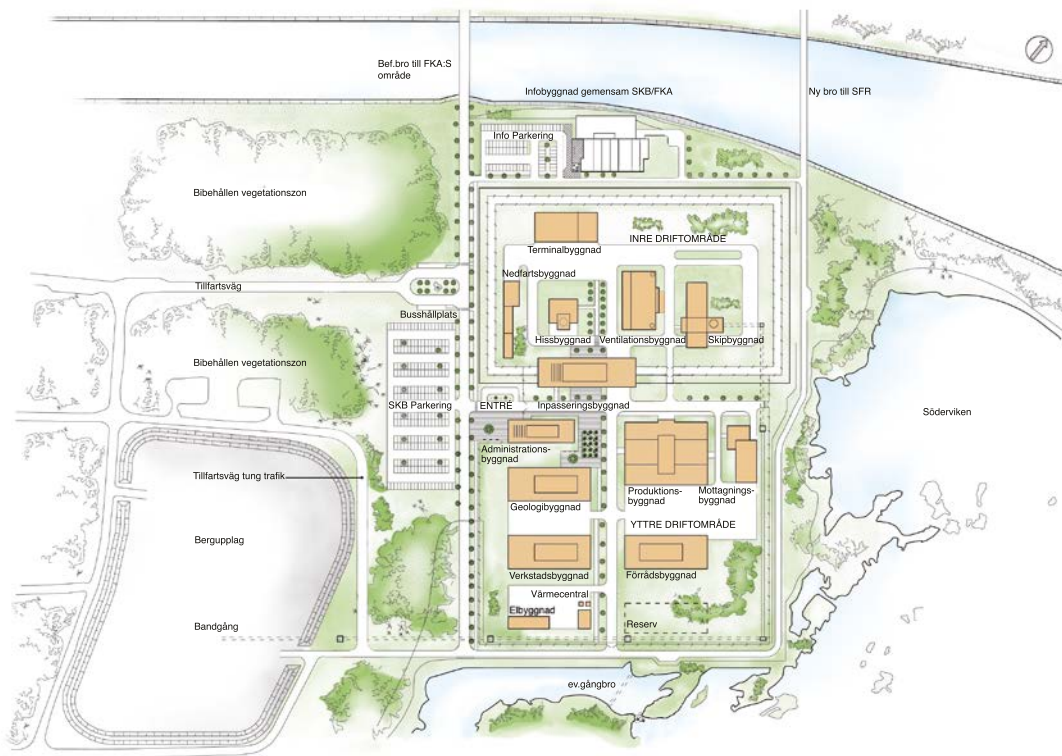 Bef.bro till FKA:S
område
Infobyggnad gemensam SKB/FKA
Ny bro till SFR
Info Parkering
Bibehållen vegetationszon
INRE DRIFTOMRÅDE
Terminalbyggnad
Nedfartsbyggnad
Tillfartsväg
Busshållplats
Hissbyggnad
Ventilationsbyggnad
Skipbyggnad
Bibehållen vegetationszon
SKB Parkering
ENTRÉ
Inpasseringsbyggnad
Söderviken
Administrations-
byggnad
Tillfartsväg tung trafik
Produktions-
byggnad
Mottagnings-
byggnad
Geologibyggnad
YTTRE DRIFTOMRÅDE
Bergupplag
Verkstadsbyggnad
Förrådsbyggnad
Värmecentral
Elbyggnad
Bandgång
Reserv
ev.gångbro